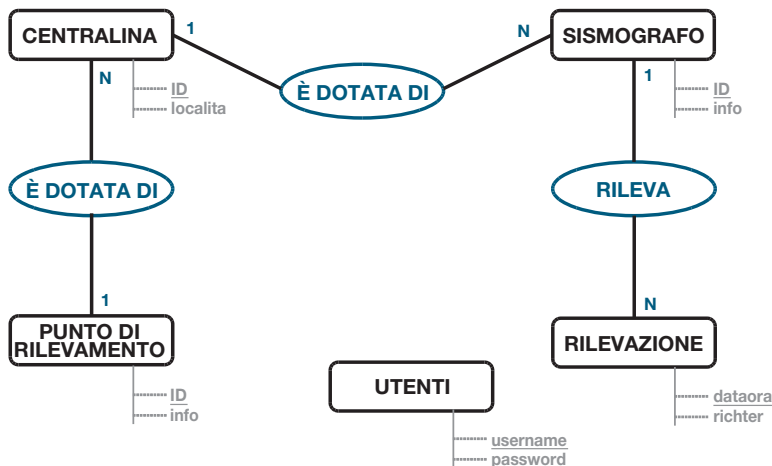 CENTRALINA
1
N
SISMOGRAFO
N
È DOTATA DI
1
ID
localita
ID
info
È DOTATA DI
RILEVA
1
N
PUNTO DI
RILEVAMENTO
RILEVAZIONE
UTENTI
ID
info
dataora
richter
username
password